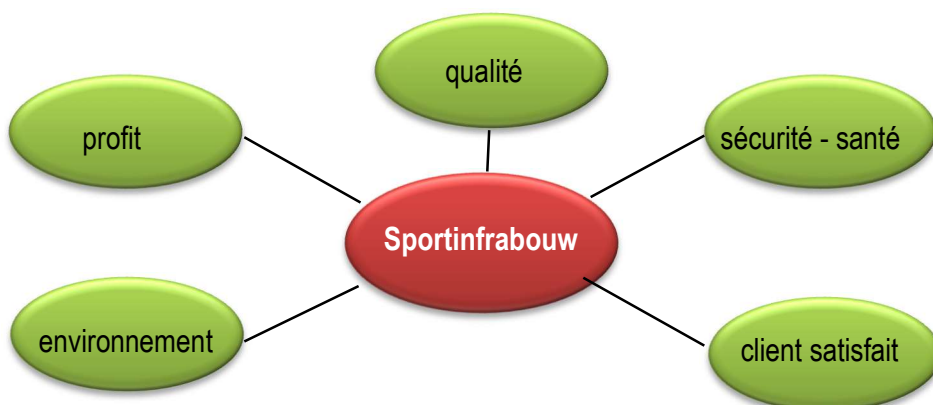 qualité
profit
sécurité - santé
Sportinfrabouw
environnement
client satisfait